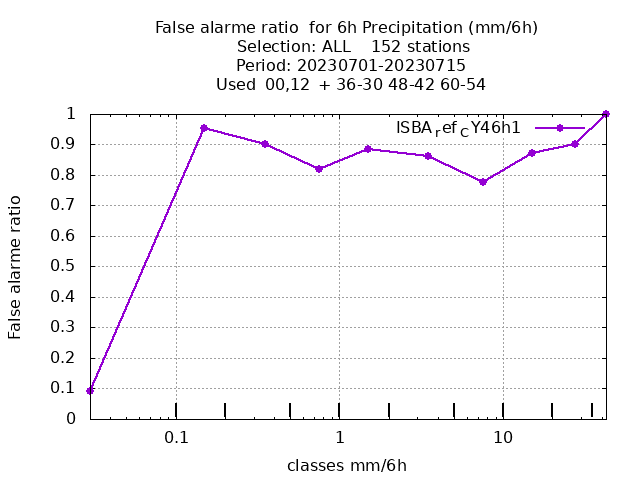 False alarme ratio  for 6h Precipitation (mm/6h)
Selection: ALL    152 stations
Period: 20230701-20230715
Used  00,12  + 36-30 48-42 60-54
ISBAref CY46h1
1
0.9
0.8
0.7
0.6
0.5
0.4
0.3
0.2
0.1
0
False alarme ratio
0.1
1
10
classes mm/6h